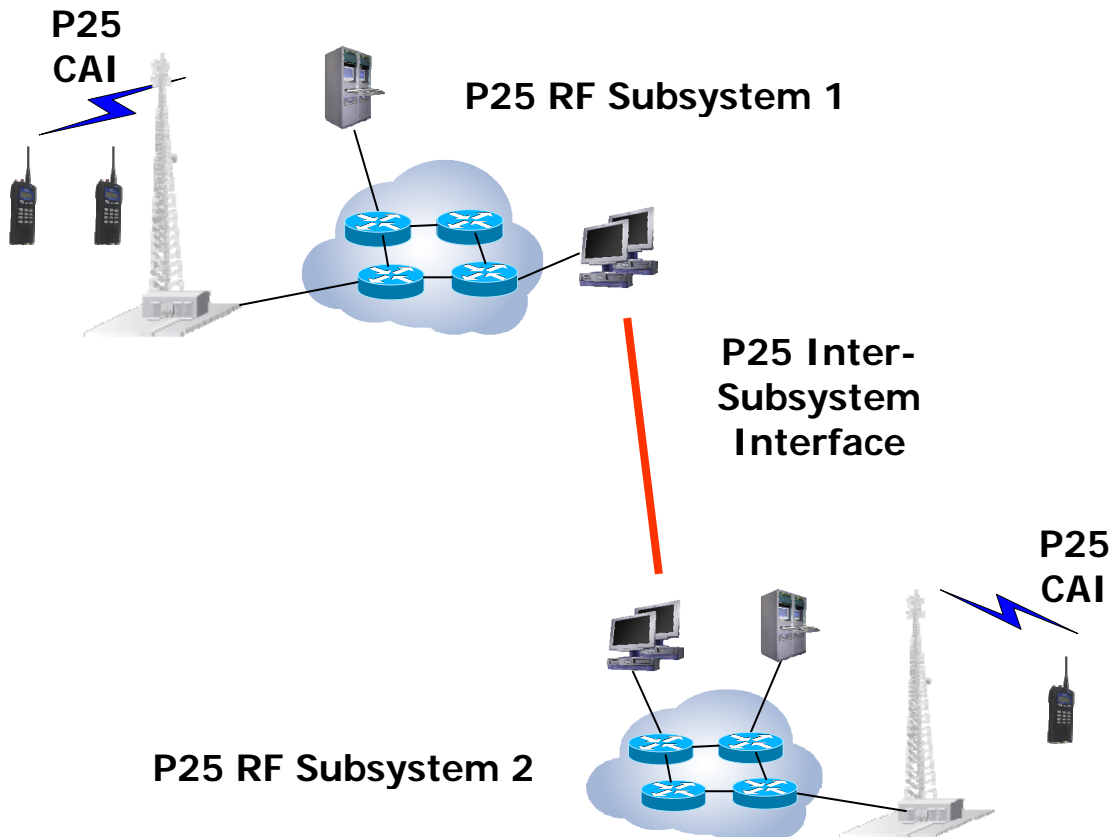 P25
CAI
P25 RF Subsystem 1
P25 Inter-
Subsystem
Interface
P25
CAI
P25 RF Subsystem 2